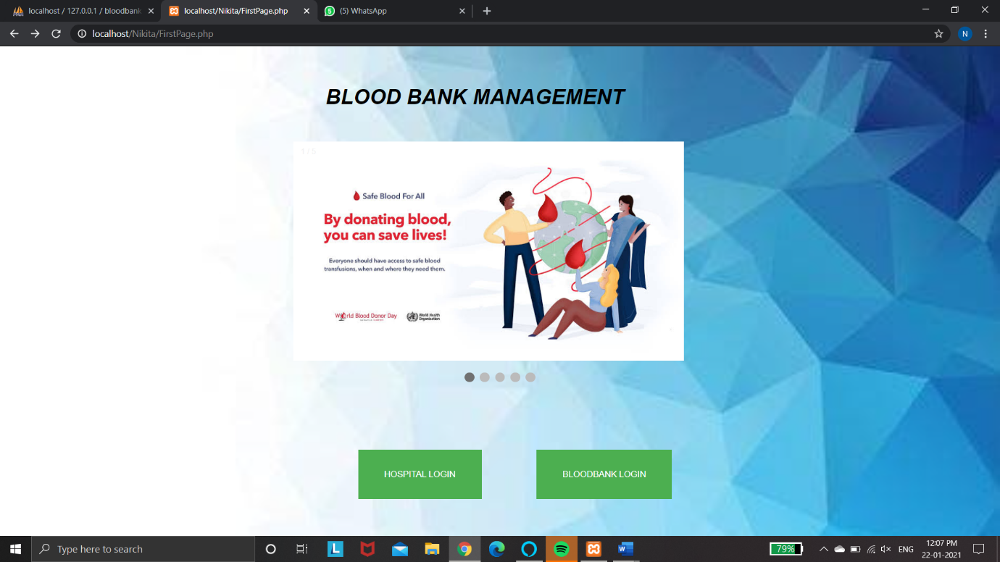 localhost / 127.0.0.1 / bloodbank
localhost/Nikita/FirstPage.php
(5) WhatsApp
localhost/Nikita/FirstPage.php
N
BLOOD BANK MANAGEMENT
1 / 5
Safe Blood For All
By donating blood,
you can save lives!
Everyone should have access to safe blood
transfusions, when and where they need them.
World Blood Donor Day
World Health
Organization
HOSPITAL LOGIN
BLOODBANK LOGIN
Type here to search
L
79%
ENG
12:07 PM
22-01-2021